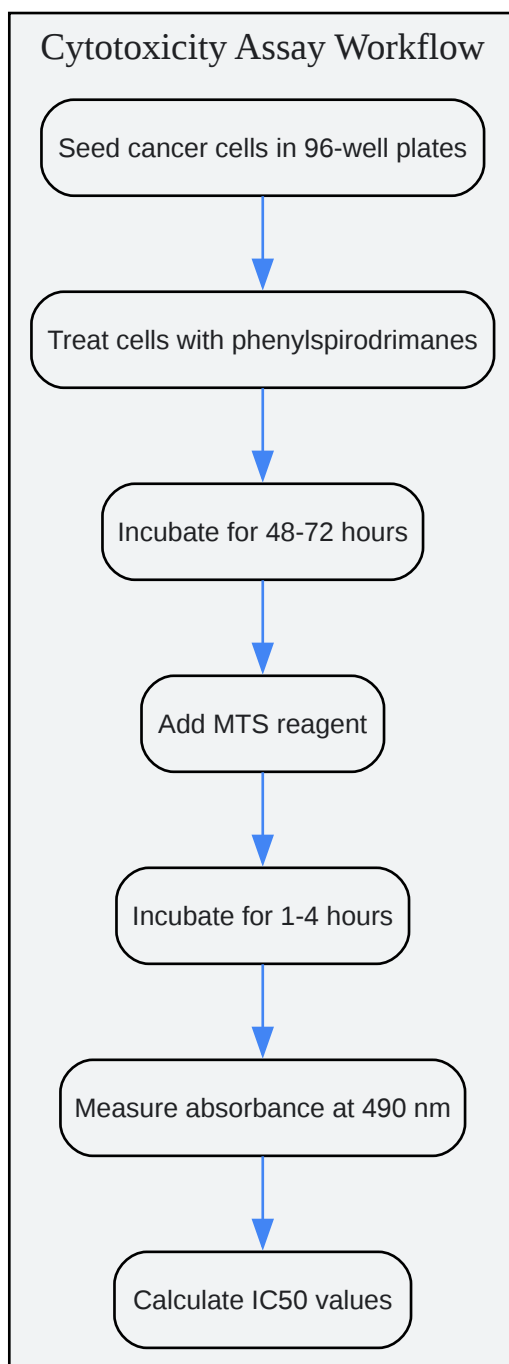 Cytotoxicity Assay Workflow
Seed cancer cells in 96-well plates
Treat cells with phenylspirodrimanes
Incubate for 48-72 hours
Add MTS reagent
Incubate for 1-4 hours
Measure absorbance at 490 nm
Calculate IC50 values